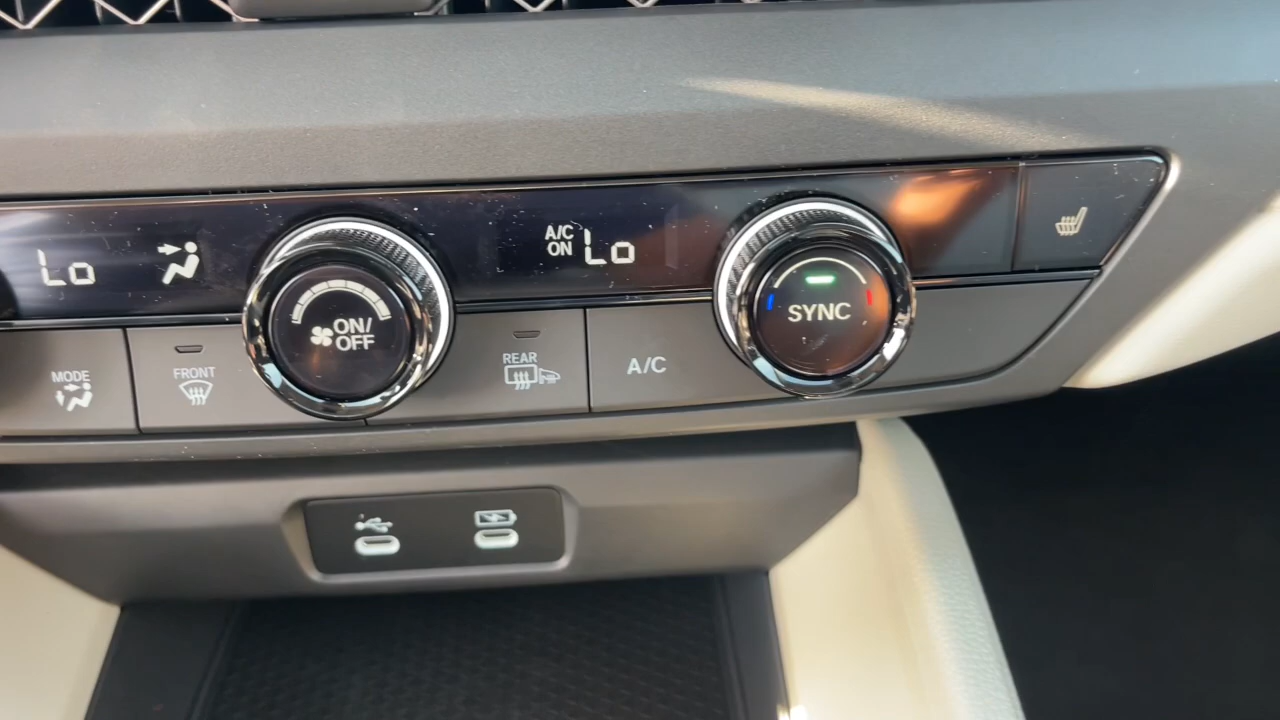 Lo
A/C
ON
Lo
ON/
OFF
SYNC
MODE
FRONT
REAR
A/C